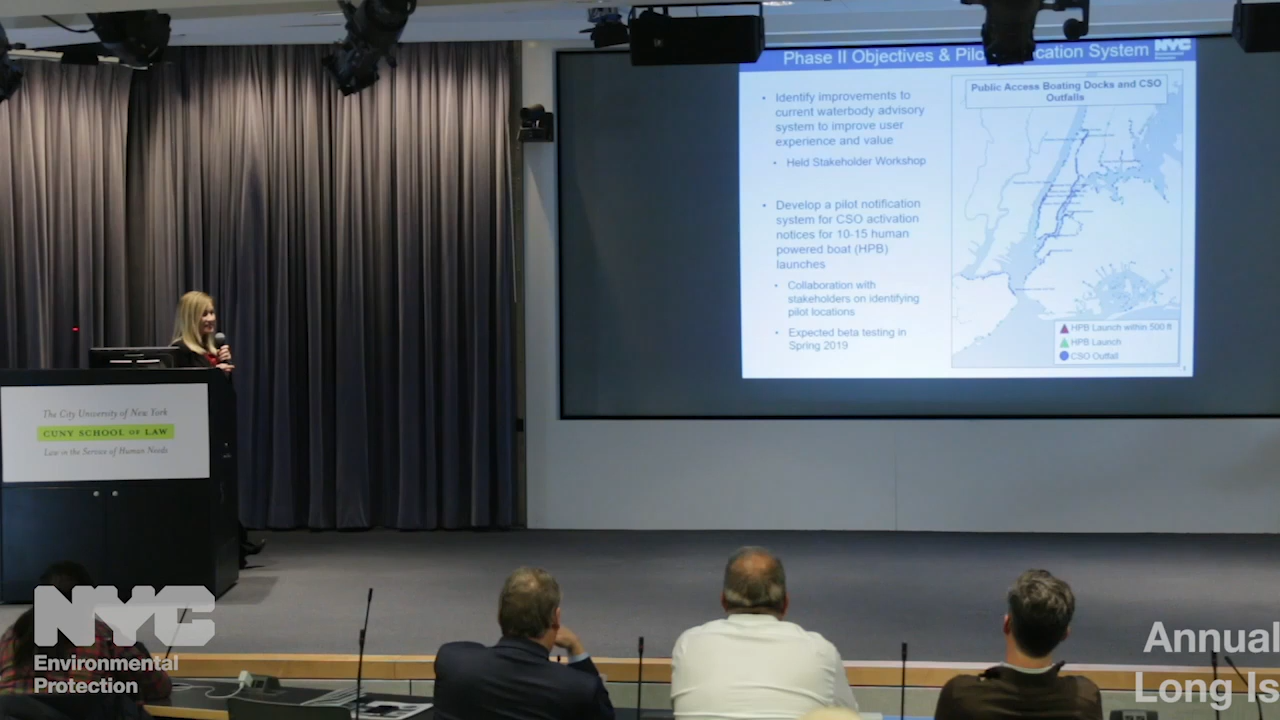 Phase II Objectives & Pilot
ication System
NYC
• Identify improvements to
current waterbody advisory
system to improve user
experience and value
• Held Stakeholder Workshop
• Develop a pilot notification
system for CSO activation
notices for 10-15 human
powered boat (HPB)
launches
• Collaboration with
stakeholders on identifying
pilot locations
• Expected beta testing in
Spring 2019
Public Access Boating Docks and CSO
Outfalls
HPB Launch within 500 ft
HPB Launch
CSO Outfall
The City University of New York
CUNY SCHOOL OF LAW
Law in the Service of Human Needs
NYC
Environmental
Protection
Annual
Long Is